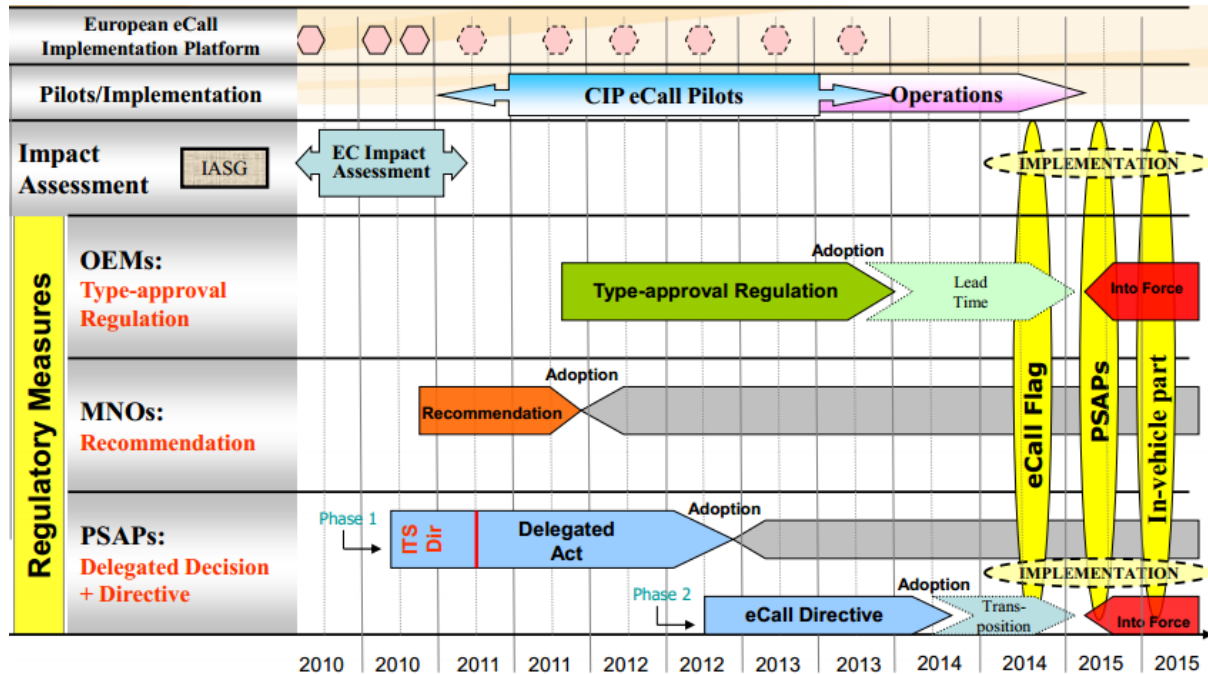 European eCall
Implementation Platform
Pilots/Implementation
CIP eCall Pilots
Operations
Impact
Assessment
IASG
EC Impact
Assessment
IMPLEMENTATION
Regulatory Measures
OEMs:
Type-approval
Regulation
Type-approval Regulation
Adoption
Lead
Time
Into Force
MNOs:
Recommendation
Recommendation
Adoption
eCall Flag
PSAPs
In-vehicle part
PSAPs:
Delegated Decision
+ Directive
Phase 1
ITS
Dir
Delegated
Act
Adoption
IMPLEMENTATION
Phase 2
eCall Directive
Adoption
Trans-
position
Into Force
2010 2010 2011 2011 2012 2012 2013 2013 2014 2014 2015 2015